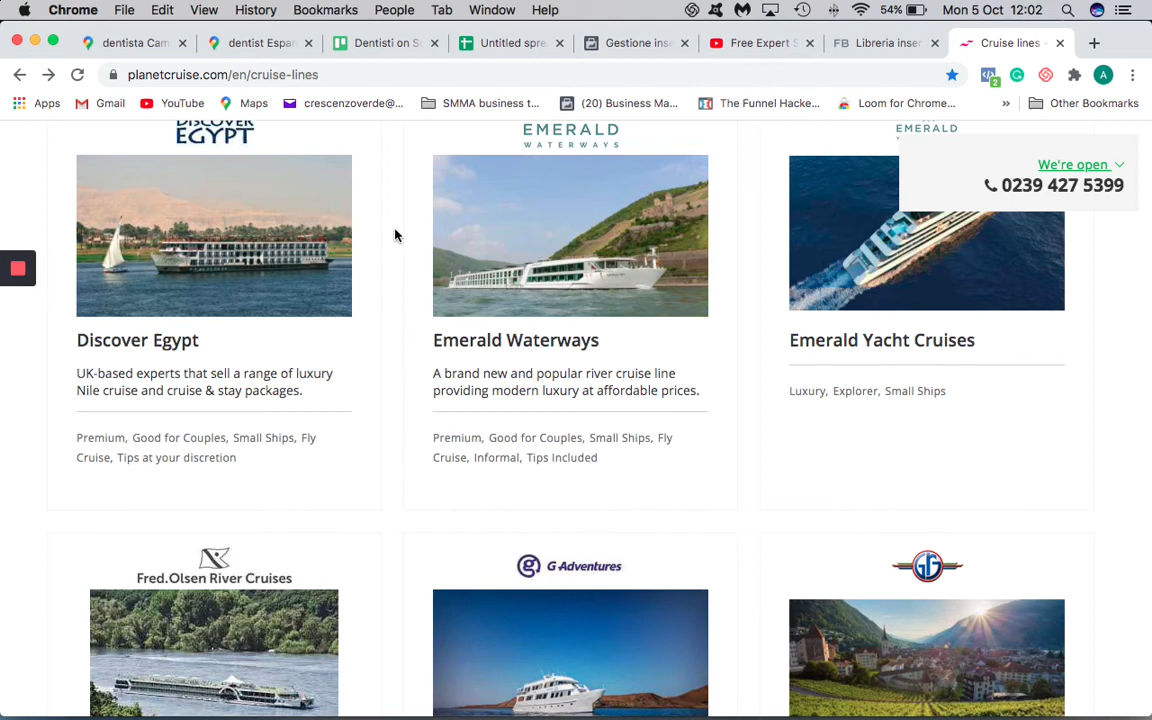 Chrome File Edit View History Bookmarks People Tab Window Help 54% Mon 5 Oct 12:02
dentista Cam dentist Espar Dentisti on S Untitled spre Gestione inse Free Expert S FB Libreria inser Cruise lines -
planetcruise.com/en/cruise-lines 2 A
Apps Gmail YouTube Maps crescenzoverde@... SMMA business t... (20) Business Ma... The Funnel Hacke... Loom for Chrome... » Other Bookmarks
DISCOVER
EGYPT
EMERALD
WATERWAYS
EMERALD
We're open
0239 427 5399
Discover Egypt
UK-based experts that sell a range of luxury
Nile cruise and cruise & stay packages.
Premium, Good for Couples, Small Ships, Fly
Cruise, Tips at your discretion
Emerald Waterways
A brand new and popular river cruise line
providing modern luxury at affordable prices.
Premium, Good for Couples, Small Ships, Fly
Cruise, Informal, Tips Included
Emerald Yacht Cruises
Luxury, Explorer, Small Ships
Fred.Olsen River Cruises
G Adventures